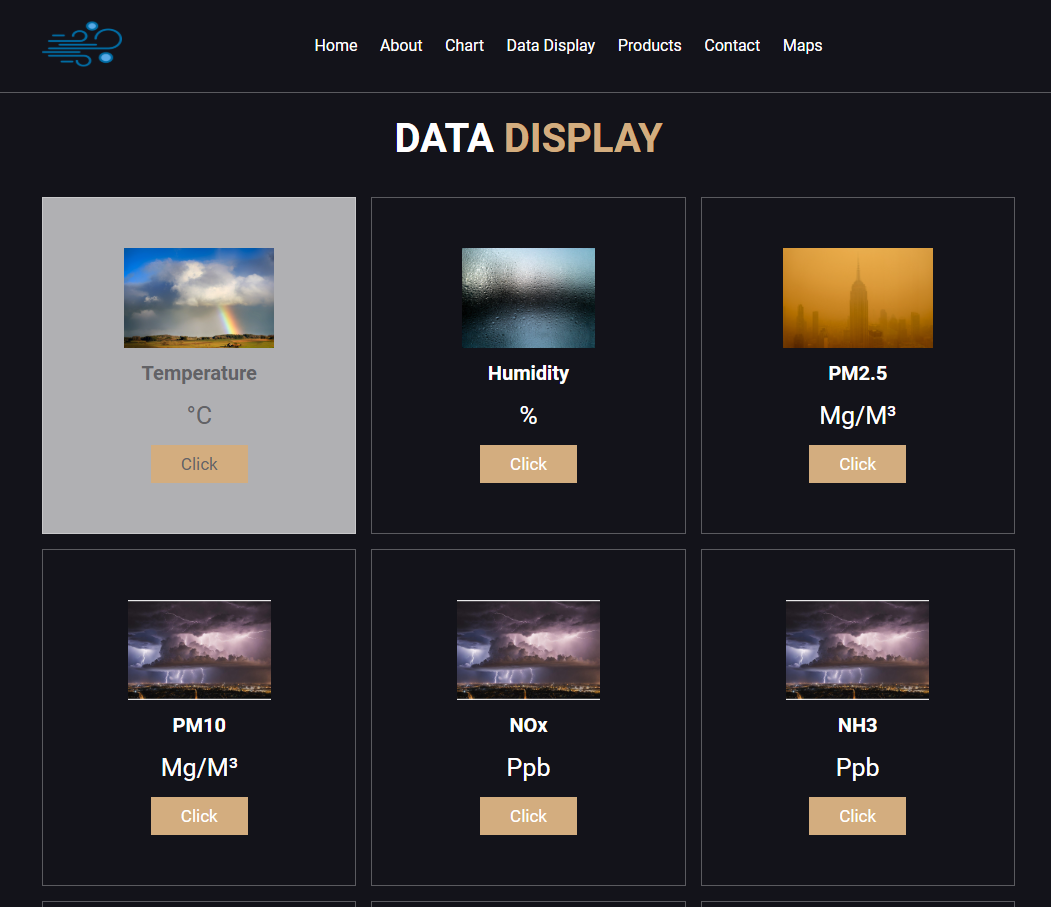 Home About Chart Data Display Products Contact Maps
DATA DISPLAY
Temperature Humidity PM2.5
°C % Mg/M³
Click Click Click
PM10 NOx NH3
Mg/M³ Ppb Ppb
Click Click Click